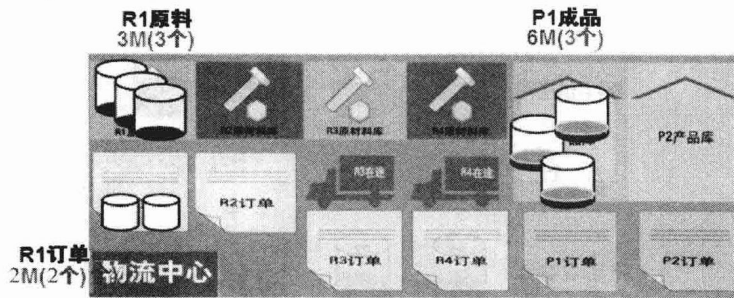 R1原料
3M(3个)
P1成品
6M(3个)
R2原材料库
R3原材料库
R4原材料库
P2产品库
R2订单
R3在途
R4在途
R1订单
2M(2个)
物流中心
R3订单
R4订单
P1订单
P2订单